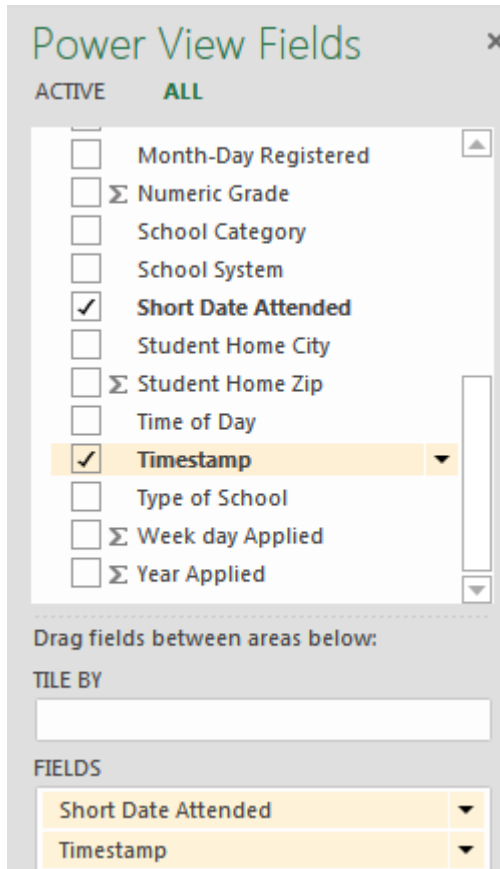 Power View Fields
ACTIVE ALL
Month-Day Registered
Σ Numeric Grade
School Category
School System
Short Date Attended
Student Home City
Σ Student Home Zip
Time of Day
Timestamp
Type of School
Σ Week day Applied
Σ Year Applied
Drag fields between areas below:
TILE BY
FIELDS
Short Date Attended
Timestamp